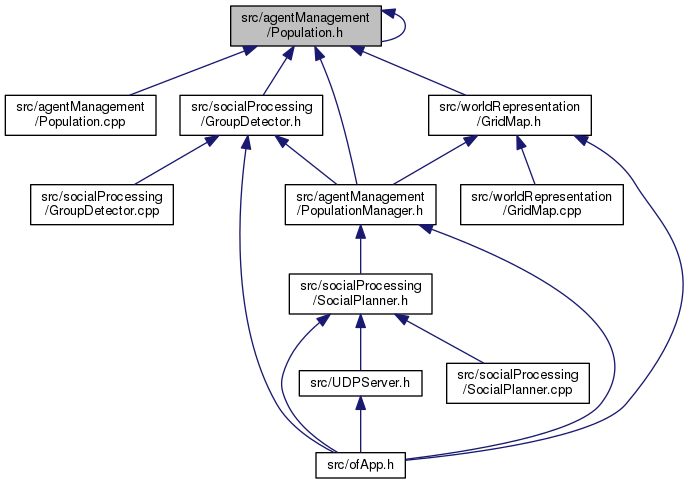 src/agentManagement
/Population.h
src/agentManagement
/Population.cpp
src/socialProcessing
/GroupDetector.h
src/worldRepresentation
/GridMap.h
src/socialProcessing
/GroupDetector.cpp
src/agentManagement
/PopulationManager.h
src/worldRepresentation
/GridMap.cpp
src/socialProcessing
/SocialPlanner.h
src/UDPServer.h
src/socialProcessing
/SocialPlanner.cpp
src/ofApp.h